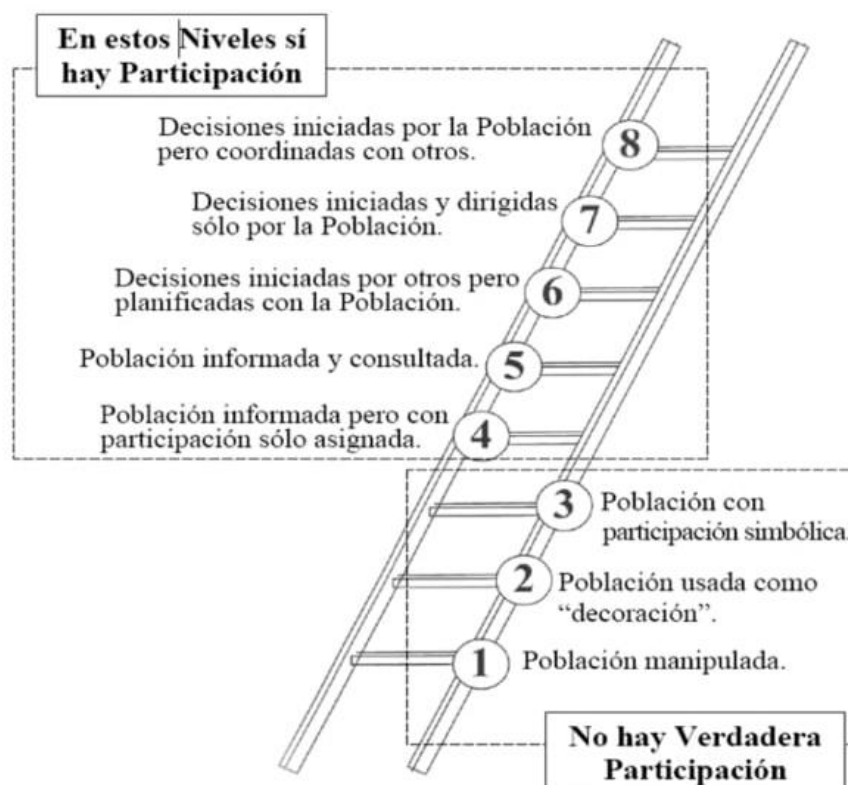 En estos Niveles sí
hay Participación
Decisiones iniciadas por la Población
pero coordinadas con otros.
8
Decisiones iniciadas y dirigidas
sólo por la Población.
7
Decisiones iniciadas por otros pero
planificadas con la Población.
6
Población informada y consultada.
5
Población informada pero con
participación sólo asignada.
4
3
Población con
participación simbólica.
2
Población usada como
“decoración”.
1
Población manipulada.
No hay Verdadera
Participación